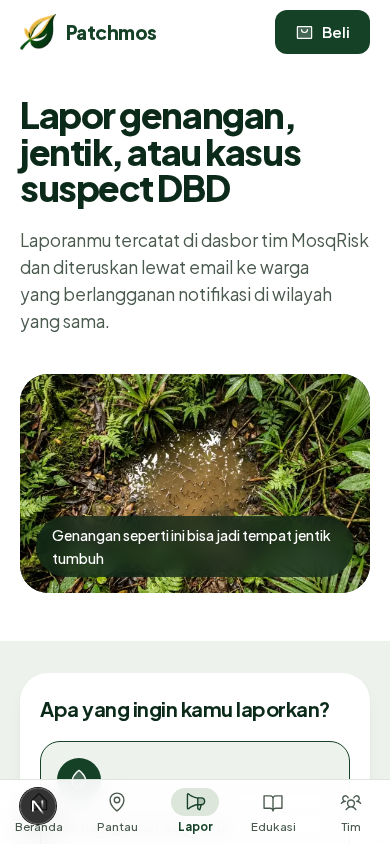 Patchmos
Beli
Lapor genangan,
jentik, atau kasus
suspect DBD
Laporanmu tercatat di dasbor tim MosqRisk
dan diteruskan lewat email ke warga
yang berlangganan notifikasi di wilayah
yang sama.
Genangan seperti ini bisa jadi tempat jentik
tumbuh
Apa yang ingin kamu laporkan?
N
Beranda
Pantau
Lapor
Edukasi
Tim